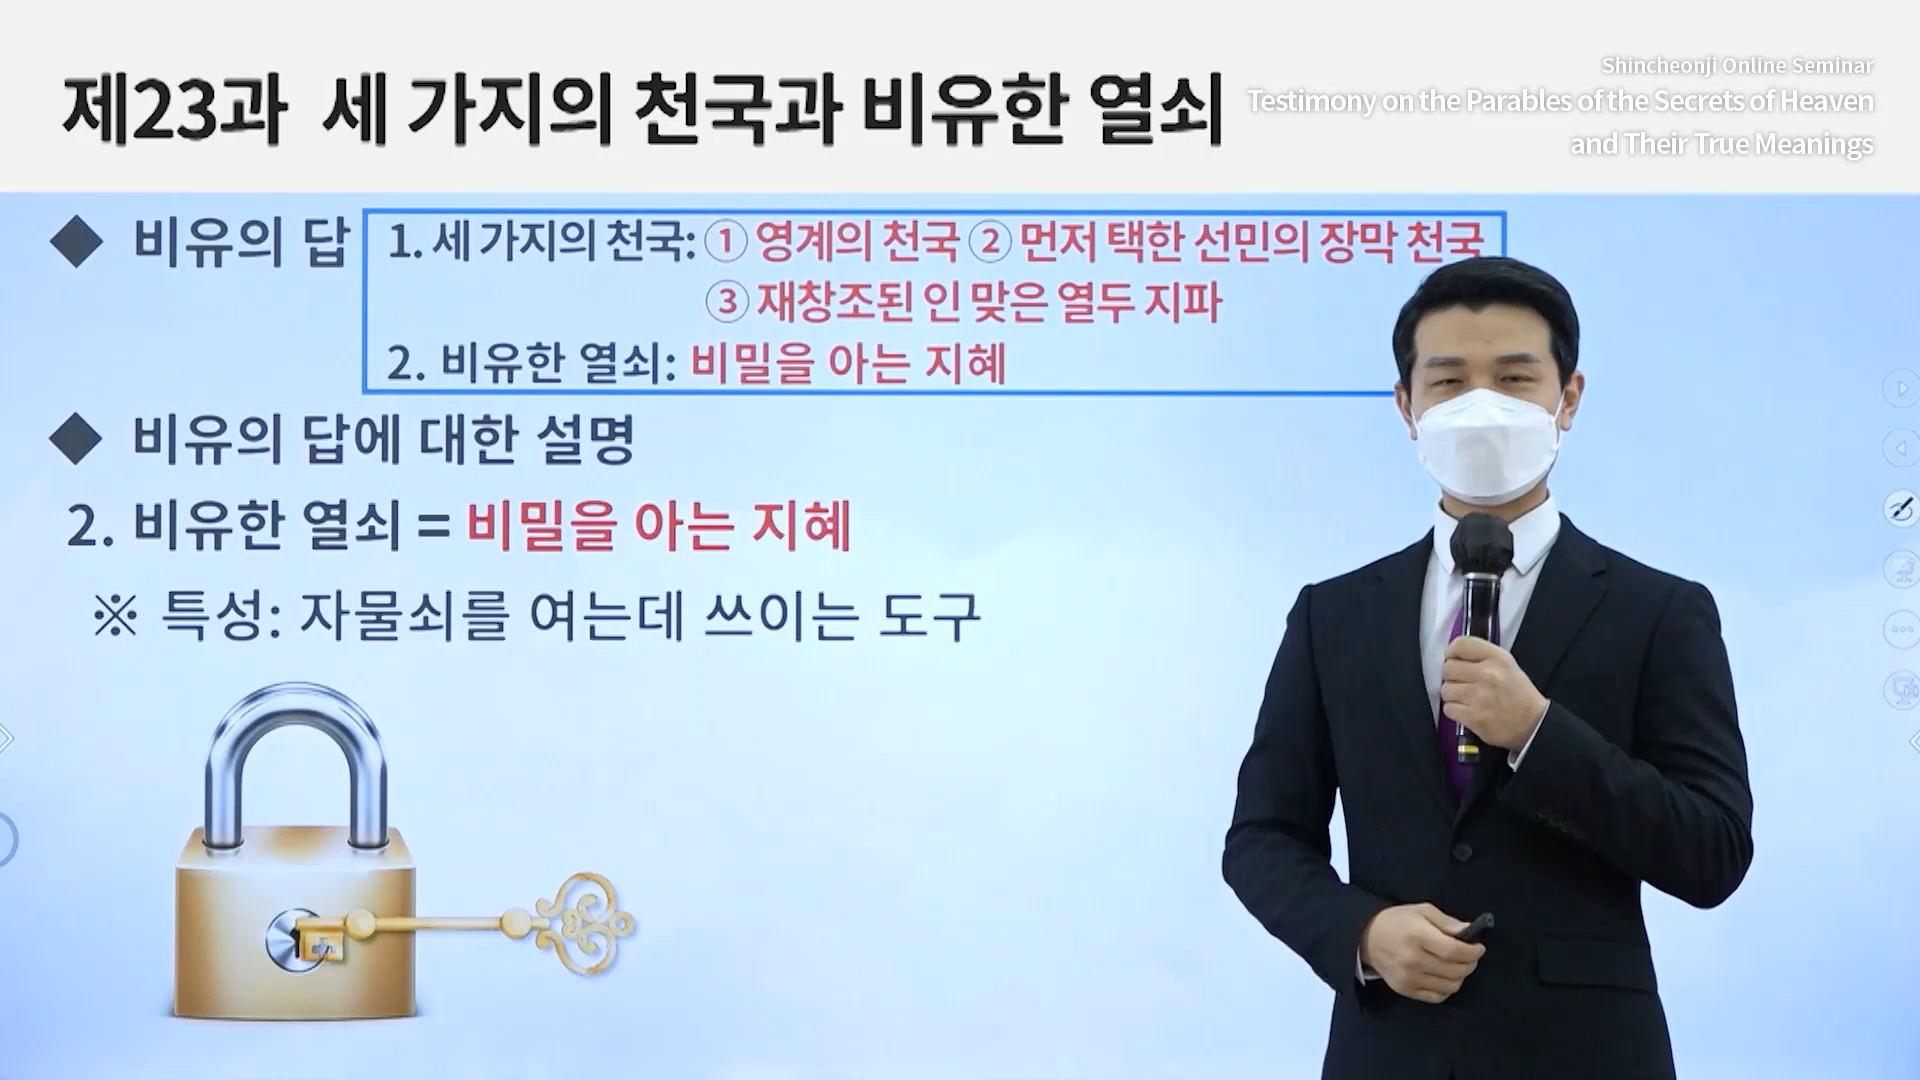 제23과 세 가지의 천국과 비유한 열쇠
Shincheonji Online Seminar
Testimony on the Parables of the Secrets of Heaven
and Their True Meanings
◆ 비유의 답
1. 세 가지의 천국: ① 영계의 천국 ② 먼저 택한 선민의 장막 천국
③ 재창조된 인 맞은 열두 지파
2. 비유한 열쇠: 비밀을 아는 지혜
◆ 비유의 답에 대한 설명
2. 비유한 열쇠 = 비밀을 아는 지혜
※ 특성: 자물쇠를 여는데 쓰이는 도구